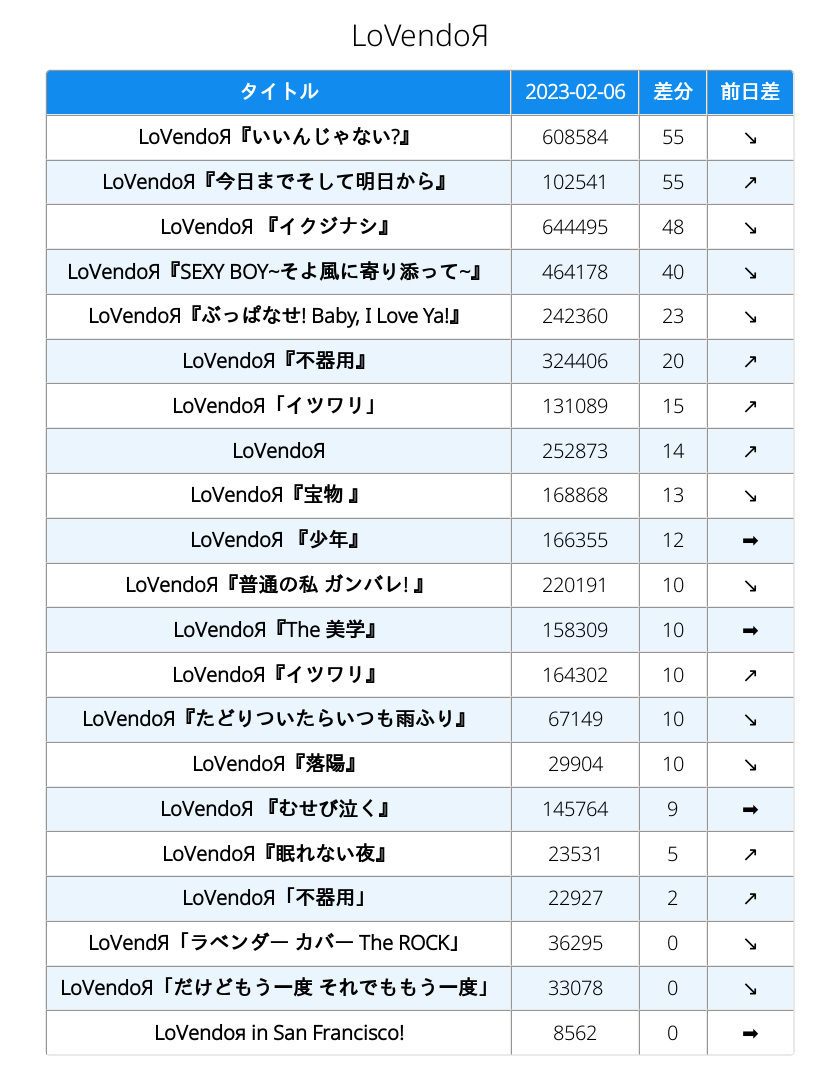 LoVendoЯ
タイトル 2023-02-06 差分 前日差
LoVendoЯ『いいんじゃない?』 608584 55 ↘
LoVendoЯ『今日までそして明日から』 102541 55 ↗
LoVendoЯ 『イクジナシ』 644495 48 ↘
LoVendoЯ『SEXY BOY~そよ風に寄り添って~』 464178 40 ↘
LoVendoЯ『ぶっぱなせ! Baby, I Love Ya!』 242360 23 ↘
LoVendoЯ『不器用』 324406 20 ↗
LoVendoЯ「イツワリ」 131089 15 ↗
LoVendoЯ 252873 14 ↗
LoVendoЯ『宝物 』 168868 13 ↘
LoVendoЯ 『少年』 166355 12 ➡
LoVendoЯ『普通の私 ガンバレ! 』 220191 10 ↘
LoVendoЯ『The 美学』 158309 10 ➡
LoVendoЯ『イツワリ』 164302 10 ↗
LoVendoЯ『たどりついたらいつも雨ふり』 67149 10 ↘
LoVendoЯ『落陽』 29904 10 ↘
LoVendoЯ 『むせび泣く』 145764 9 ➡
LoVendoЯ『眠れない夜』 23531 5 ↗
LoVendoЯ「不器用」 22927 2 ↗
LoVendЯ「ラベンダー カバー The ROCK」 36295 0 ↘
LoVendoЯ「だけどもう一度 それでももう一度」 33078 0 ↘
LoVendoя in San Francisco! 8562 0 ➡